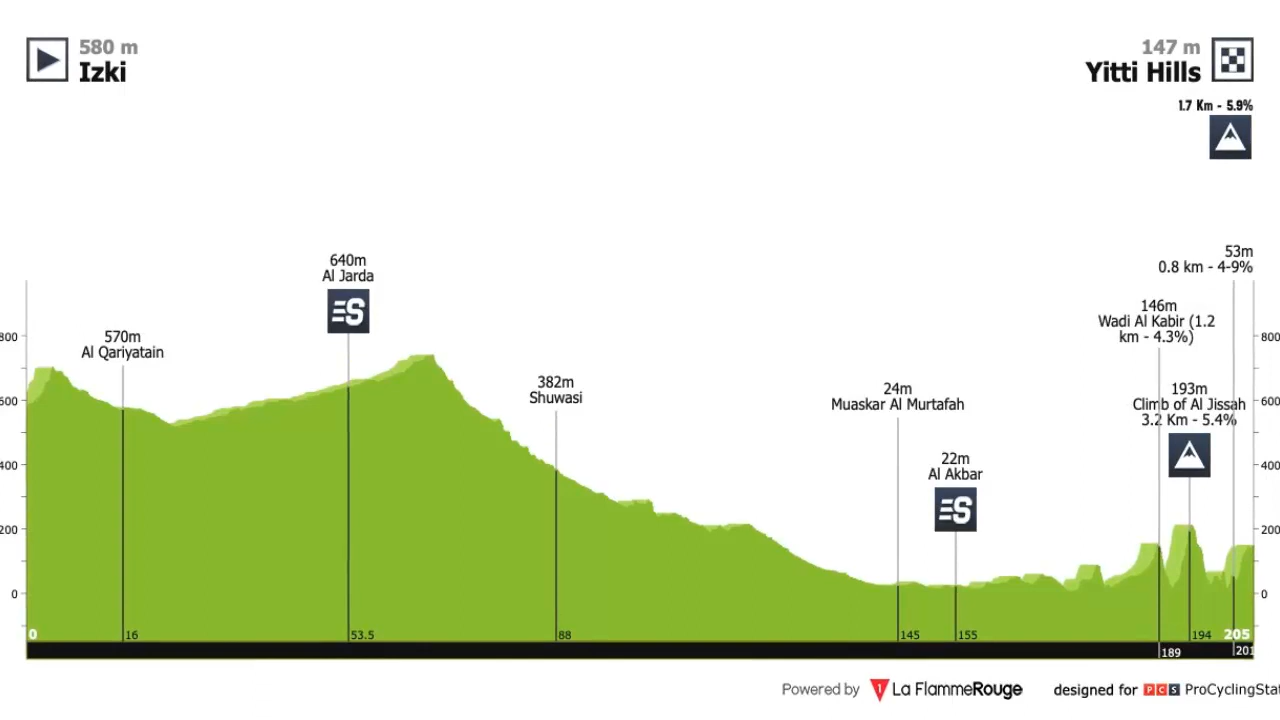 580 m
Izki
147 m
Yitti Hills
1.7 Km - 5.9%
53m
0.8 km - 4-9%
640m
Al Jarda
S
146m
Wadi Al Kabir (1.2
km - 4.3%)
570m
Al Qariyatain
382m
Shuwasi
24m
Muaskar Al Murtafah
193m
Climb of Al Jissah
3.2 Km - 5.4%
22m
Al Akbar
S
800
600
400
200
0
800
600
400
200
0
0
16
53.5
88
145
155
194
205
189
201
Powered by 1 La FlammeRouge designed for PCS ProCyclingStat